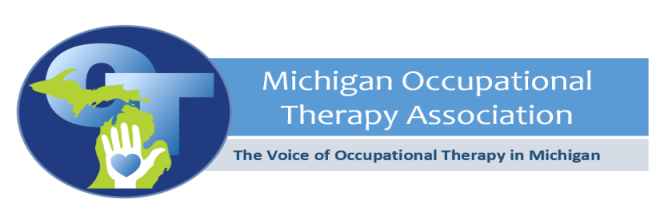 OT
Michigan Occupational
Therapy Association
The Voice of Occupational Therapy in Michigan